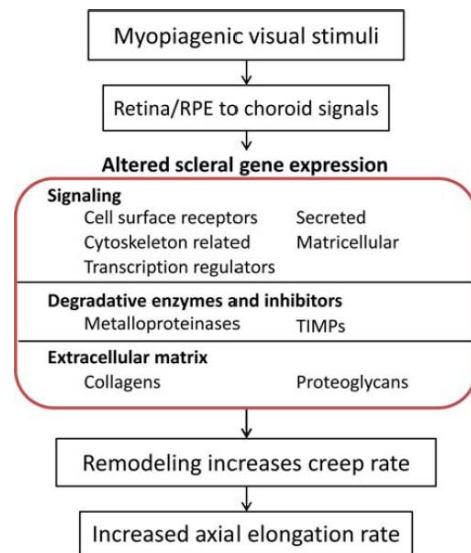 Myopiagenic visual stimuli
Retina/RPE to choroid signals
Altered scleral gene expression
Signaling
Cell surface receptors Secreted
Cytoskeleton related Matricellular
Transcription regulators
Degradative enzymes and inhibitors
Metalloproteinases TIMPs
Extracellular matrix
Collagens Proteoglycans
Remodeling increases creep rate
Increased axial elongation rate